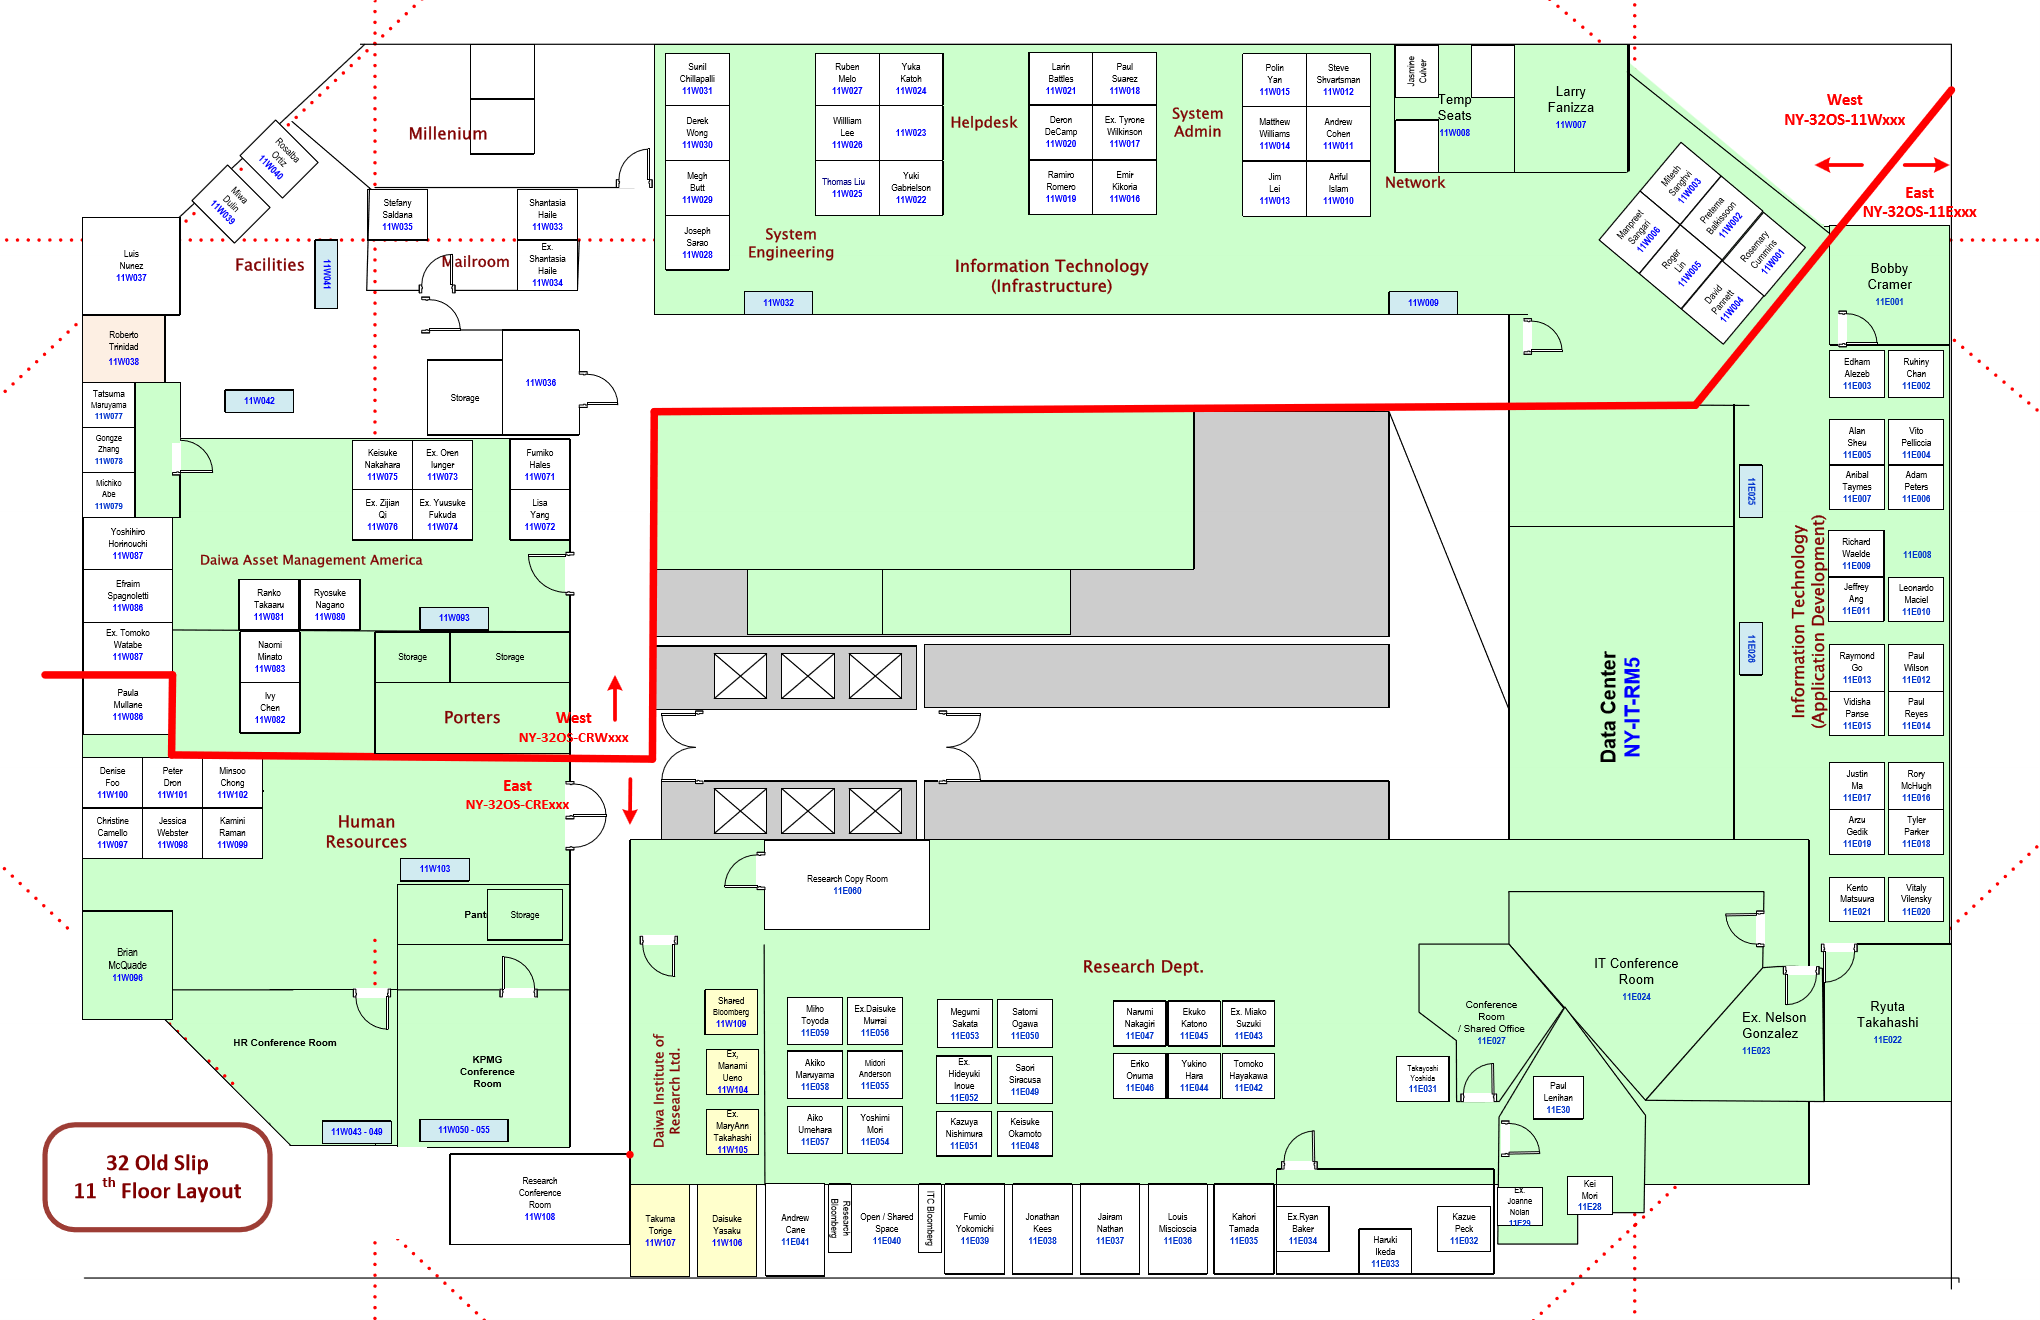 Millenium
Rosalba
Ortiz
11W040
Miwa
Dulin
11W039
Luis
Nunez
11W037
Facilities
11W041
Stefany
Saldana
11W035
Shantasia
Haile
11W033
Ex.
Shantasia
Haile
11W034
Mailroom
Roberto
Trinidad
11W038
11W042
Storage
11W036
Sunil
Chillapalli
11W031
Derek
Wong
11W030
Megh
Butt
11W029
Joseph
Sarao
11W028
System
Engineering
11W032
Ruben
Melo
11W027
Yuka
Katoh
11W024
Willliam
Lee
11W026
11W023
Thomas Liu
11W025
Yuki
Gabrielson
11W022
Helpdesk
Larin
Battles
11W021
Paul
Suarez
11W018
Deron
DeCamp
11W020
Ex. Tyrone
Wilkinson
11W017
Ramiro
Romero
11W019
Emir
Kikoria
11W016
System
Admin
Information Technology
(Infrastructure)
Polin
Yan
11W015
Steve
Shvartsman
11W012
Matthew
Williams
11W014
Andrew
Cohen
11W011
Jim
Lei
11W013
Ariful
Islam
11W010
Network
11W009
Jasmine
Culver
Temp
Seats
11W008
Larry
Fanizza
11W007
Mitesh
Sanghvi
11W003
Preterna
Balkissoon
11W002
Rosemary
Cummins
11W001
Manpreet
Sangari
11W006
Roger
Lin
11W005
David
Pannett
11W004
West
NY-32OS-11Wxxx
East
NY-32OS-11Exxx
Bobby
Cramer
11E001
Edham
Alezeb
11E003
Ruhiny
Chan
11E002
Alan
Sheu
11E005
Vito
Pelliccia
11E004
Anibal
Taymes
11E007
Adam
Peters
11E006
Richard
Waelde
11E009
11E008
Jeffrey
Ang
11E011
Leonardo
Maciel
11E010
Raymond
Go
11E013
Paul
Wilson
11E012
Vidisha
Panse
11E015
Paul
Reyes
11E014
Justin
Ma
11E017
Rory
McHugh
11E016
Arzu
Gedik
11E019
Tyler
Parker
11E018
Kento
Matsuura
11E021
Vitaly
Vilensky
11E020
Information Technology
(Application Development)
11E025
11E026
Data Center
NY-IT-RM5
Tatsuma
Maruyama
11W077
Gongze
Zhang
11W078
Michiko
Abe
11W079
Yoshihiro
Horinouchi
11W087
Efraim
Spagnoletti
11W086
Ex. Tomoko
Watabe
11W087
Paula
Mullane
11W086
Keisuke
Nakahara
11W075
Ex. Oren
Iunger
11W073
Ex. Zijian
Qi
11W076
Ex. Yuusuke
Fukuda
11W074
Fumiko
Hales
11W071
Lisa
Yang
11W072
Daiwa Asset Management America
Ranko
Takaaru
11W081
Ryosuke
Nagano
11W080
11W093
Naomi
Minato
11W083
Ivy
Chen
11W082
Storage
Storage
Porters
West
NY-32OS-CRWxxx
East
NY-32OS-CRExxx
Denise
Foo
11W100
Peter
Dron
11W101
Minsoo
Chong
11W102
Christine
Camello
11W097
Jessica
Webster
11W098
Kamini
Raman
11W099
Human
Resources
11W103
Pant
Storage
Brian
McQuade
11W096
HR Conference Room
KPMG
Conference
Room
11W043 - 049
11W050 - 055
32 Old Slip
11 th Floor Layout
Research
Conference
Room
11W108
Research Copy Room
11E060
Daiwa Institute of
Research Ltd.
Shared
Bloomberg
11W109
Ex,
Manami
Ueno
11W104
Ex.
MaryAnn
Takahashi
11W105
Takuma
Torige
11W107
Daisuke
Yasaku
11W106
Research Dept.
Miho
Toyoda
11E059
Ex.Daisuke
Murrai
11E056
Akiko
Maruyama
11E058
Midori
Anderson
11E055
Aiko
Umehara
11E057
Yoshimi
Mori
11E054
Megumi
Sakata
11E053
Satomi
Ogawa
11E050
Ex.
Hideyuki
Inoue
11E052
Saori
Siracusa
11E049
Kazuya
Nishimura
11E051
Keisuke
Okamoto
11E048
Narumi
Nakagiri
11E047
Ekuko
Katono
11E045
Ex. Miako
Suzuki
11E043
Eriko
Onuma
11E046
Yukino
Hara
11E044
Tomoko
Hayakawa
11E042
Andrew
Cane
11E041
Research
Bloomberg
Open / Shared
Space
11E040
ITC Bloomberg
Fumio
Yokomichi
11E039
Jonathan
Kees
11E038
Jairam
Nathan
11E037
Louis
Miscioscia
11E036
Kahori
Tamada
11E035
Ex.Ryan
Baker
11E034
Haruki
Ikeda
11E033
Kazue
Peck
11E032
Takayoshi
Yoshida
11E031
Conference
Room
/ Shared Office
11E027
IT Conference
Room
11E024
Ex. Nelson
Gonzalez
11E023
Ryuta
Takahashi
11E022
Paul
Lenihan
11E30
Ex.
Joanne
Nolan
11E29
Kei
Mori
11E28